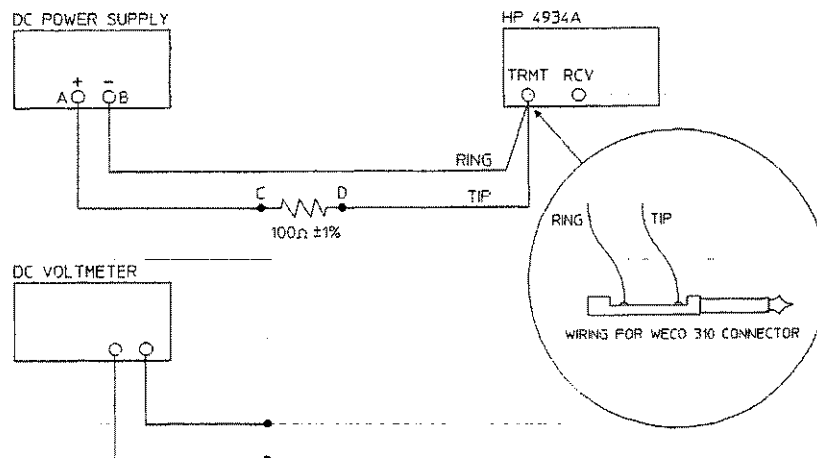 DC POWER SUPPLY
HP 4934A
TRMT RCV
+ -
A B
RING
C D
TIP
100Ω ±1%
RING TIP
DC VOLTMETER
WIRING FOR WECO 310 CONNECTOR